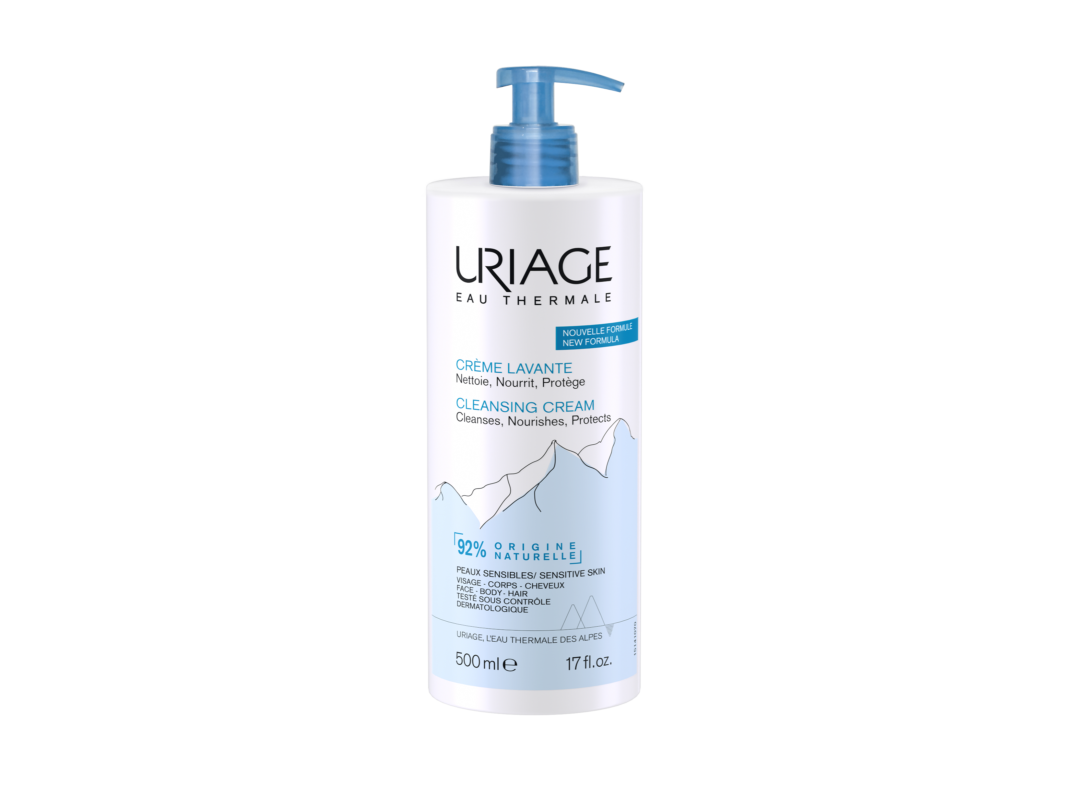 URIAGE
EAU THERMALE
NOUVELLE FORMULE
NEW FORMULA
CRÈME LAVANTE
Nettoie, Nourrit, Protège
CLEANSING CREAM
Cleanses, Nourishes, Protects
92% ORIGINE
NATURELLE
PEAUX SENSIBLES/ SENSITIVE SKIN
VISAGE - CORPS - CHEVEUX
FACE - BODY - HAIR
TESTÉ SOUS CONTRÔLE
DERMATOLOGIQUE
URIAGE, L'EAU THERMALE DES ALPES
500 ml e 17 fl.oz.